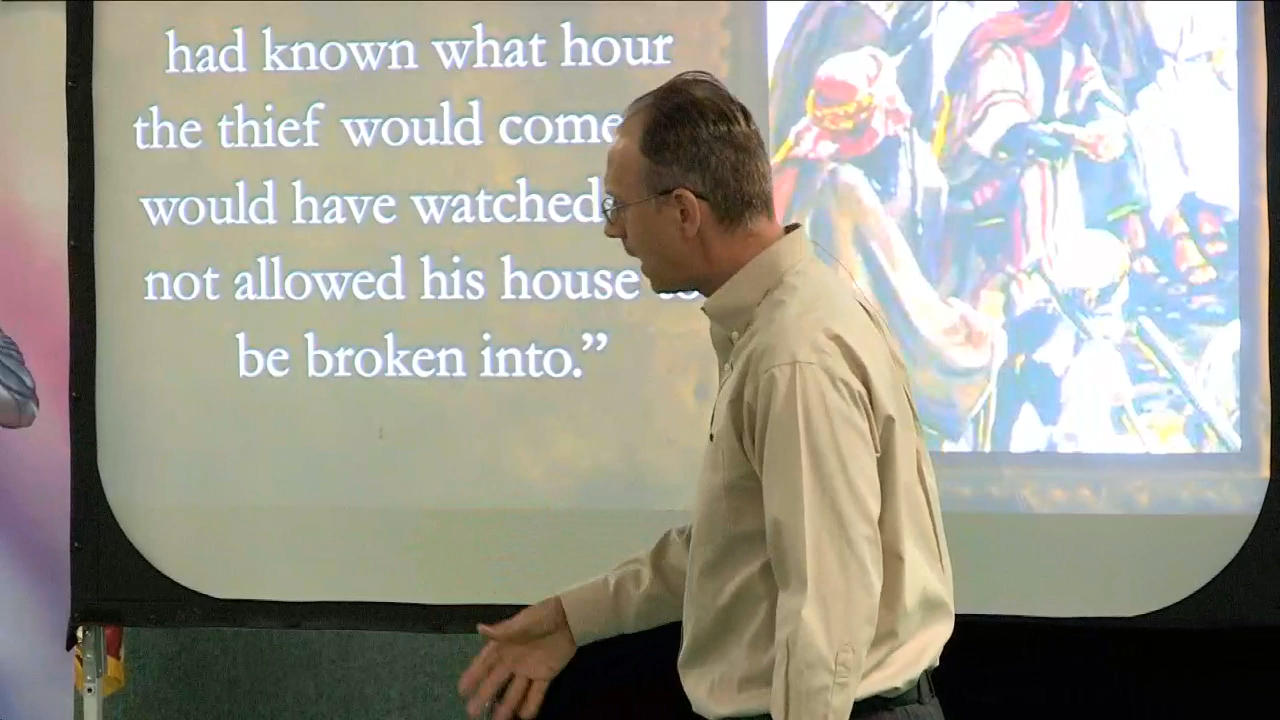 had known what hour
the thief would come
would have watched
not allowed his house
be broken into.”